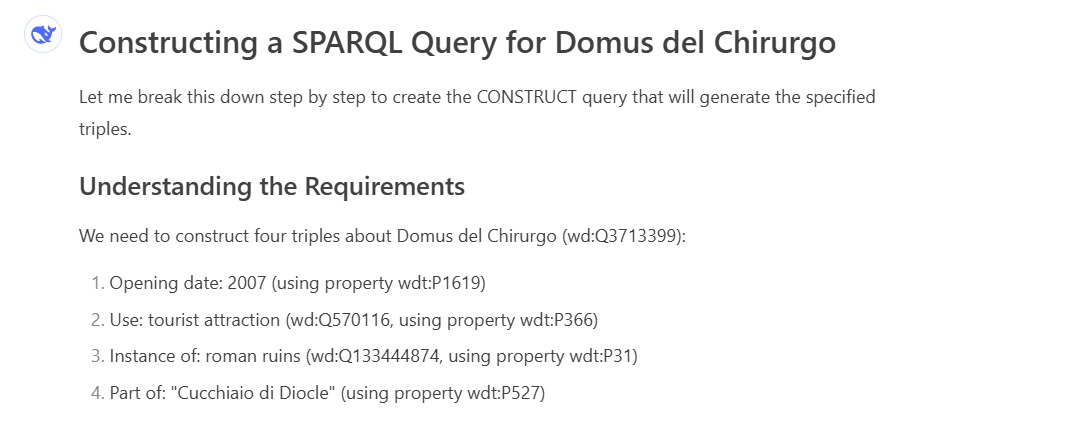 Constructing a SPARQL Query for Domus del Chirurgo
Let me break this down step by step to create the CONSTRUCT query that will generate the specified
triples.
Understanding the Requirements
We need to construct four triples about Domus del Chirurgo (wd:Q3713399):
1. Opening date: 2007 (using property wdt:P1619)
2. Use: tourist attraction (wd:Q570116, using property wdt:P366)
3. Instance of: roman ruins (wd:Q133444874, using property wdt:P31)
4. Part of: "Cucchiaio di Diocle" (using property wdt:P527)